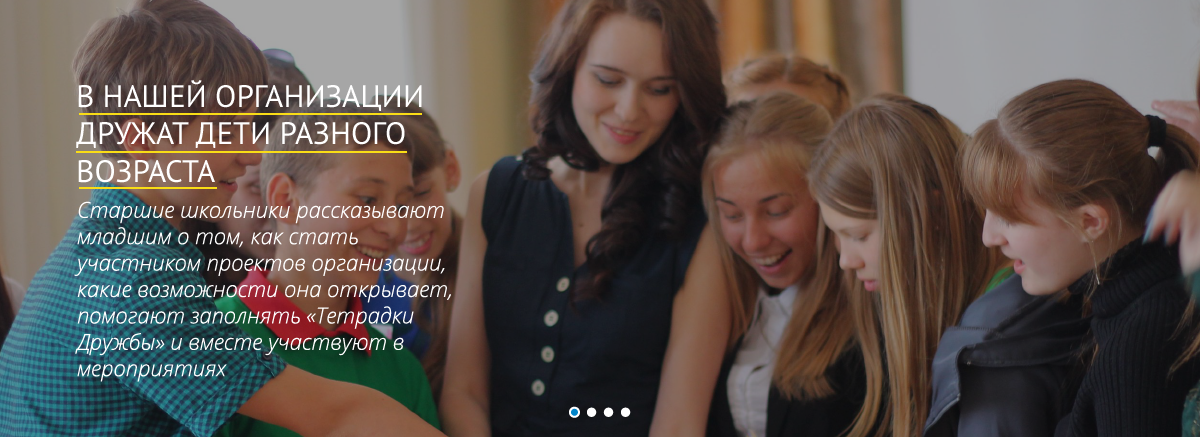 В НАШЕЙ ОРГАНИЗАЦИИ
ДРУЖАТ ДЕТИ РАЗНОГО
ВОЗРАСТА
Старшие школьники рассказывают
младшим о том, как стать
участником проектов организации,
какие возможности она открывает,
помогают заполнять «Тетрадки
Дружбы» и вместе участвуют в
мероприятиях